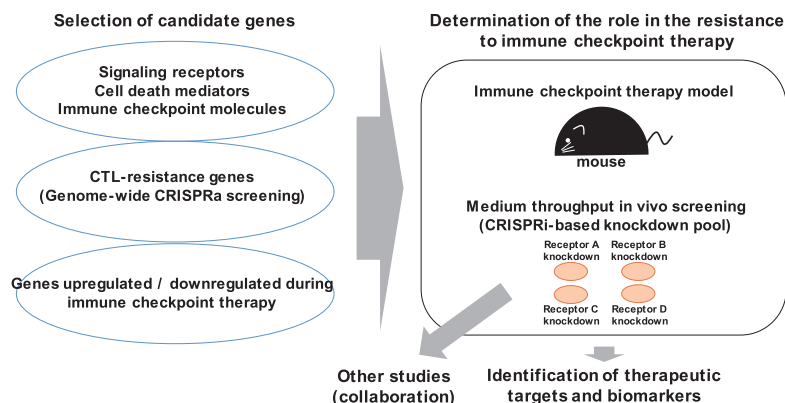 Selection of candidate genes
Signaling receptors
Cell death mediators
Immune checkpoint molecules
CTL-resistance genes
(Genome-wide CRISPRa screening)
Genes upregulated / downregulated during
immune checkpoint therapy
Determination of the role in the resistance
to immune checkpoint therapy
Immune checkpoint therapy model
mouse
Medium throughput in vivo screening
(CRISPRi-based knockdown pool)
Receptor A
knockdown
Receptor B
knockdown
Receptor C
knockdown
Receptor D
knockdown
Other studies
(collaboration)
Identification of therapeutic
targets and biomarkers